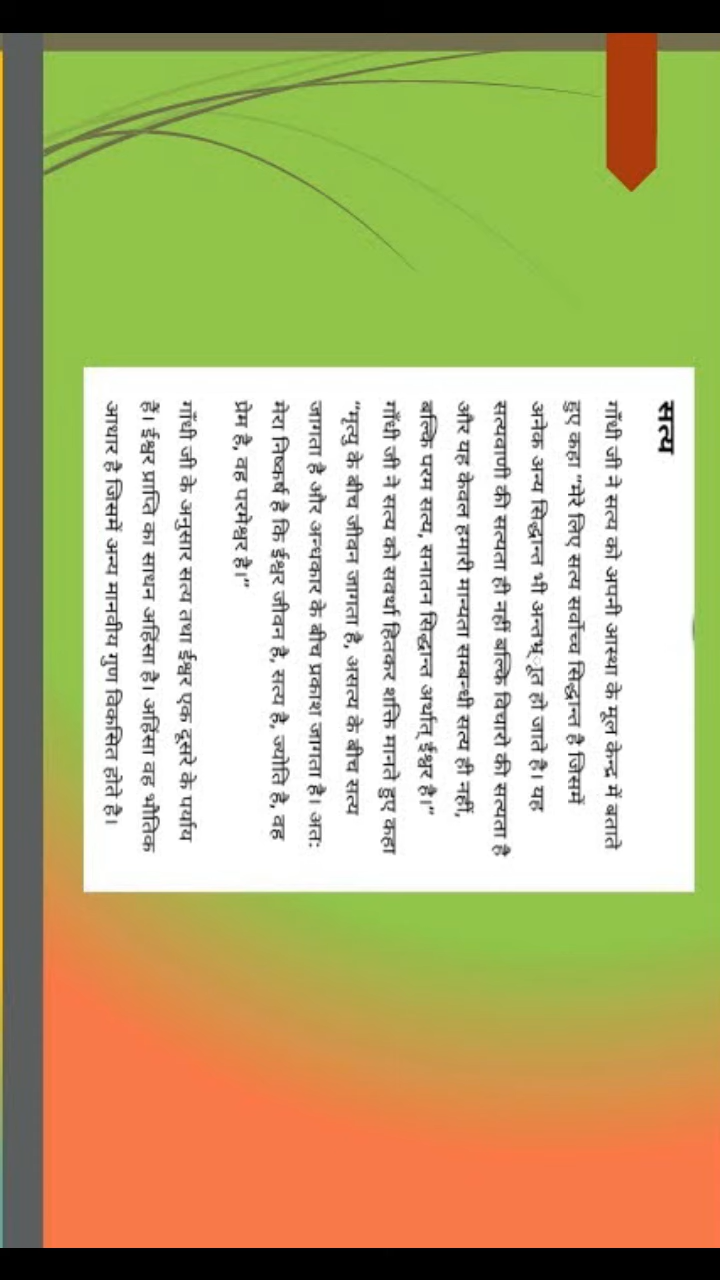 सत्य
गाँधी जी ने सत्य को अपनी आस्था के मूल केन्द्र में बताते
हुए कहा "मेरे लिए सत्य सर्वोच्च सिद्धान्त है जिसमें
अनेक अन्य सिद्धान्त भी अन्तभ्ूत हो जाते है। यह
सत्यवाणी की सत्यता ही नहीं बल्कि विचारो की सत्यता है
और यह केवल हमारी मान्यता सम्बन्धी सत्य ही नहीं,
बल्कि परम सत्य, सनातन सिद्धान्त अर्थात् ईश्वर है।"
गाँधी जी ने सत्य को सवर्था हितकर शक्ति मानते हुए कहा
"मृत्यु के बीच जीवन जागता है, असत्य के बीच सत्य
जागता है और अन्धकार के बीच प्रकाश जागता है। अतः
मेरा निष्कर्ष है कि ईश्वर जीवन है, सत्य है, ज्योति है, वह
प्रेम है, वह परमेश्वर है।"
गाँधी जी के अनुसार सत्य तथा ईश्वर एक दूसरे के पर्याय
हैं। ईश्वर प्राप्ति का साधन अहिंसा है। अहिंसा वह भौतिक
आधार है जिसमें अन्य मानवीय गुण विकसित होते है।